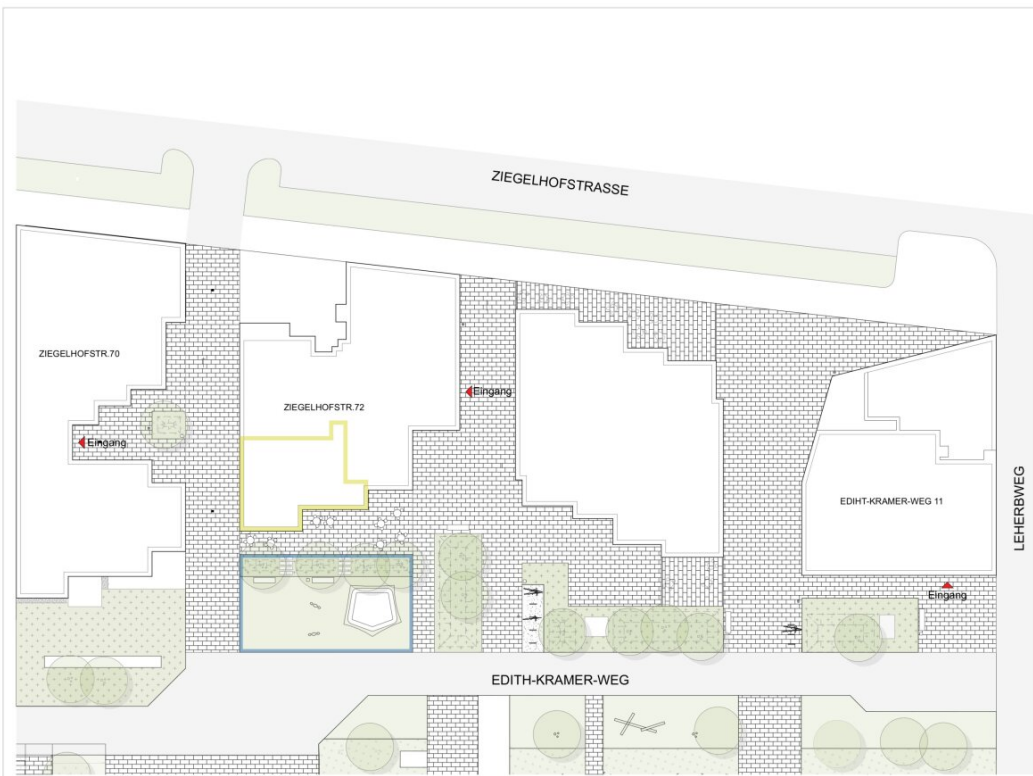 ZIEGELHOFSTRASSE
ZIEGELHOFSTR.70
ZIEGELHOFSTR.72
Eingang
Eingang
EDIHT-KRAMER-WEG 11
LEHERBWEG
Eingang
EDITH-KRAMER-WEG